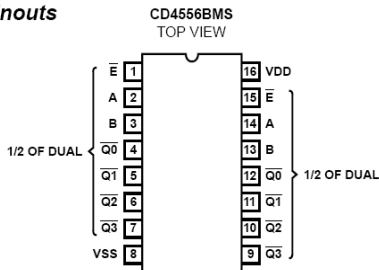 nouts
CD4556BMS
TOP VIEW
E̅ 1
A 2
B 3
Q̅0̅ 4
Q̅1̅ 5
Q̅2̅ 6
Q̅3̅ 7
VSS 8
1/2 OF DUAL
16 VDD
15 E̅
14 A
13 B
12 Q̅0̅
11 Q̅1̅
10 Q̅2̅
9 Q̅3̅
1/2 OF DUAL